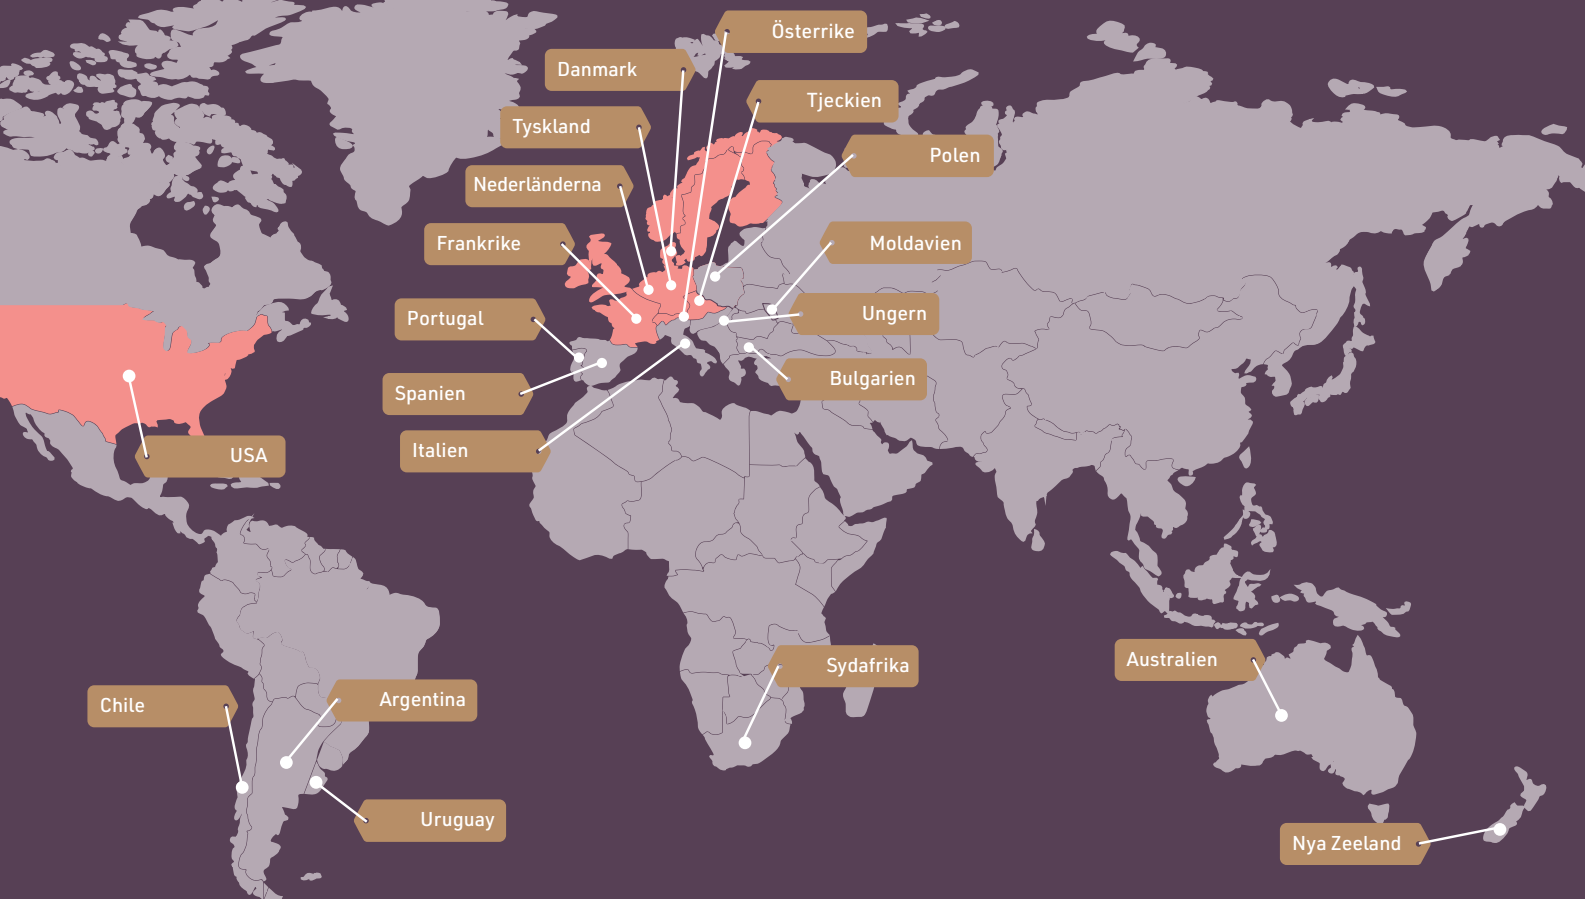 Österrike
Danmark
Tjeckien
Tyskland
Polen
Nederländerna
Frankrike
Moldavien
Portugal
Ungern
Spanien
Bulgarien
Italien
USA
Sydafrika
Australien
Chile
Argentina
Uruguay
Nya Zeeland